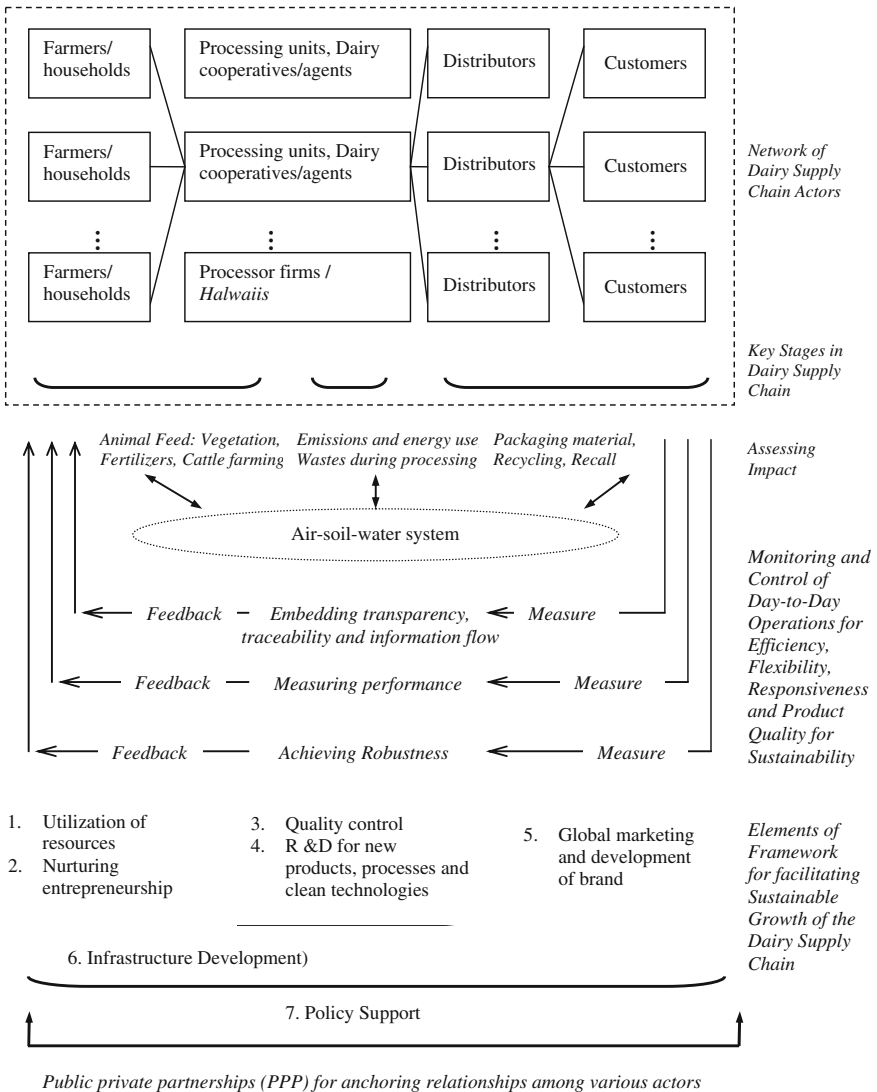 Farmers/
households
Processing units, Dairy
cooperatives/agents
Distributors
Customers
Farmers/
households
Processing units, Dairy
cooperatives/agents
Distributors
Customers
Network of
Dairy Supply
Chain Actors
Farmers/
households
Processor firms /
Halwaiis
Distributors
Customers
Key Stages in
Dairy Supply
Chain
Animal Feed: Vegetation,
Fertilizers, Cattle farming
Emissions and energy use
Wastes during processing
Packaging material,
Recycling, Recall
Assessing
Impact
Air-soil-water system
Feedback
Embedding transparency,
traceability and information flow
Measure
Feedback
Measuring performance
Measure
Feedback
Achieving Robustness
Measure
Monitoring and
Control of
Day-to-Day
Operations for
Efficiency,
Flexibility,
Responsiveness
and Product
Quality for
Sustainability
1. Utilization of
resources
2. Nurturing
entrepreneurship
3. Quality control
4. R &D for new
products, processes and
clean technologies
5. Global marketing
and development
of brand
Elements of
Framework
for facilitating
Sustainable
Growth of the
Dairy Supply
Chain
6. Infrastructure Development)
7. Policy Support
Public private partnerships (PPP) for anchoring relationships among various actors